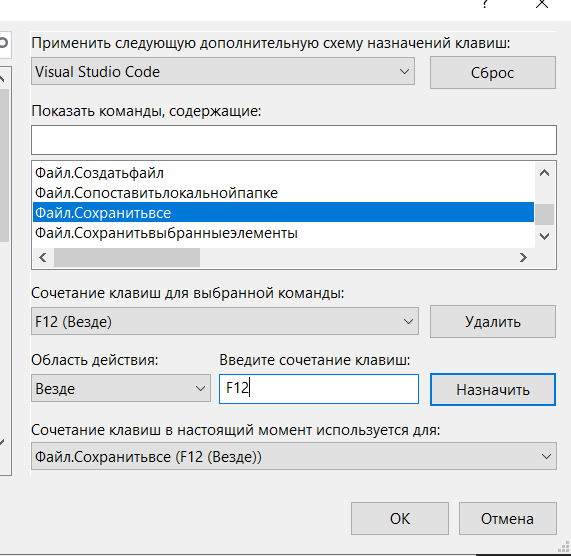 ?
Применить следующую дополнительную схему назначений клавиш:
Visual Studio Code
Сброс
Показать команды, содержащие:
Файл.Создатьфайл
Файл.Сопоставитьлокальнойпапке
Файл.Сохранитьвсе
Файл.Сохранитьвыбранныеэлементы
Сочетание клавиш для выбранной команды:
F12 (Везде)
Удалить
Область действия:
Введите сочетание клавиш:
Везде
F12
Назначить
Сочетание клавиш в настоящий момент используется для:
Файл.Сохранитьвсе (F12 (Везде))
OK
Отмена